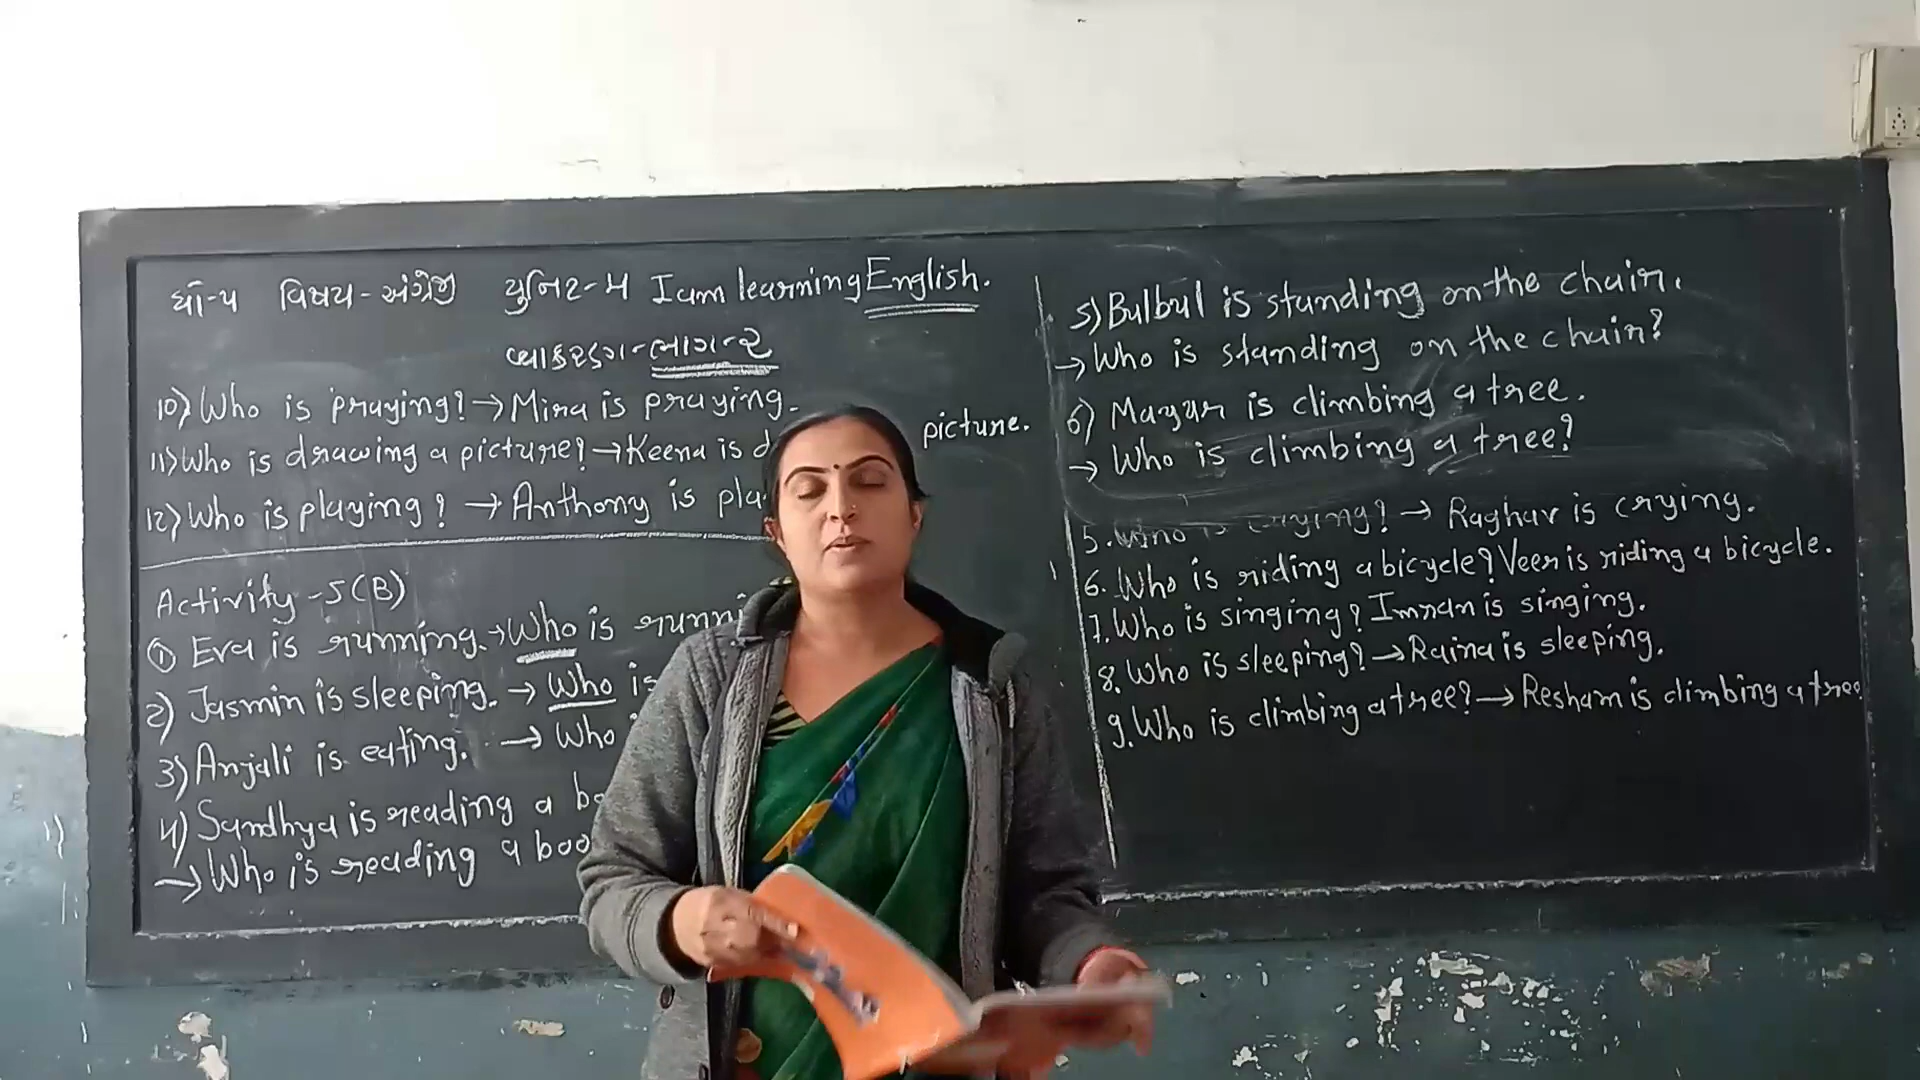 ધો-૫ વિષય-અંગ્રેજી યુનિટ-૫ I am learning English.
વ્યાકરણ-ભાગ-૨
10) Who is praying? → Mira is praying.
11) Who is drawing a picture? → Keena is d picture.
12) Who is playing? → Anthony is pla
Activity - 5(B)
① Eva is running. → Who is runni
2) Jasmin is sleeping. → Who is
3) Anjali is eating. → Who
4) Sandhya is reading a bo
→ Who is reading a boo
5) Bulbul is standing on the chair.
→ Who is standing on the chair?
6) Mayur is climbing a tree.
→ Who is climbing a tree?
5. Who is crying? → Raghav is crying.
6. Who is riding a bicycle? Veer is riding a bicycle.
7. Who is singing? Imran is singing.
8. Who is sleeping? → Raina is sleeping.
9. Who is climbing a tree? → Resham is climbing a tree.